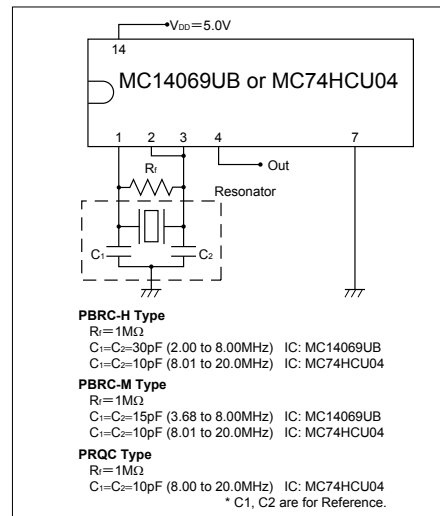 VDD=5.0V
14
MC14069UB or MC74HCU04
1 2 3 4 7
Out
Rf
Resonator
C1 C2
PBRC-H Type
Rf=1MΩ
C1=C2=30pF (2.00 to 8.00MHz) IC: MC14069UB
C1=C2=10pF (8.01 to 20.0MHz) IC: MC74HCU04
PBRC-M Type
Rf=1MΩ
C1=C2=15pF (3.68 to 8.00MHz) IC: MC14069UB
C1=C2=10pF (8.01 to 20.0MHz) IC: MC74HCU04
PRQC Type
Rf=1MΩ
C1=C2=10pF (8.00 to 20.0MHz) IC: MC74HCU04
* C1, C2 are for Reference.